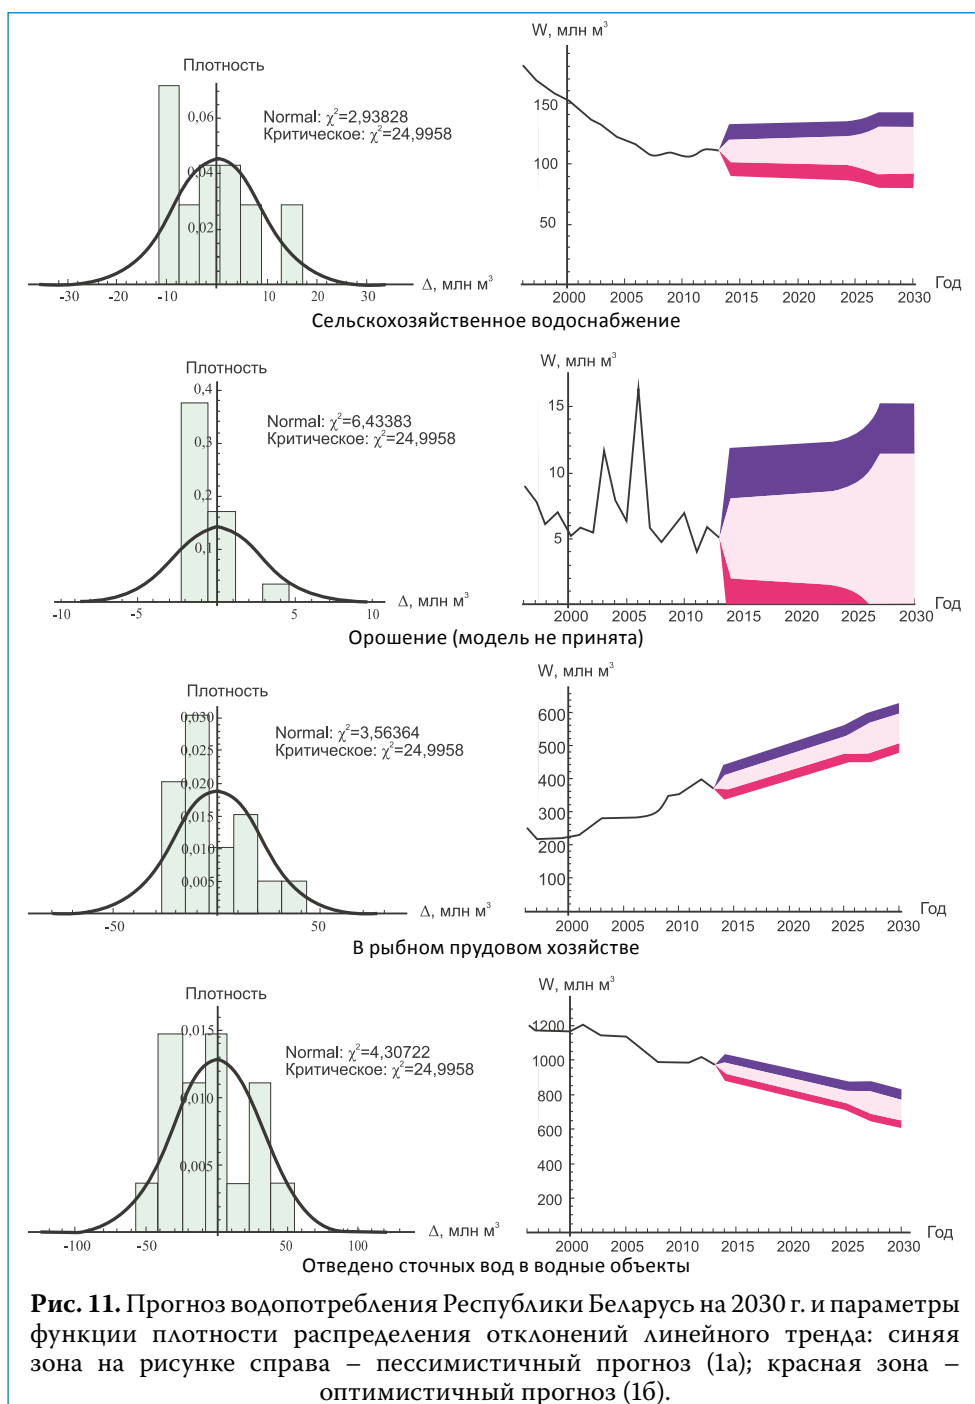 Плотность
W, млн м³
0,06
0,04
0,02
Normal: χ²=2,93828
Критическое: χ²=24,9958
-30 -20 -10 10 20 30
Δ, млн м³
150
100
50
2000 2005 2010 2015 2020 2025 2030
Год
Сельскохозяйственное водоснабжение
Плотность
W, млн м³
0,4
0,3
0,2
0,1
Normal: χ²=6,43383
Критическое: χ²=24,9958
-10 -5 5 10
Δ, млн м³
15
10
5
2000 2005 2010 2015 2020 2025 2030
Год
Орошение (модель не принята)
Плотность
W, млн м³
0,030
0,025
0,020
0,015
0,010
0,005
Normal: χ²=3,56364
Критическое: χ²=24,9958
-50 50
Δ, млн м³
600
500
400
300
200
100
2000 2005 2010 2015 2020 2025 2030
Год
В рыбном прудовом хозяйстве
Плотность
W, млн м³
0,015
0,010
0,005
Normal: χ²=4,30722
Критическое: χ²=24,9958
-100 -50 50 100
Δ, млн м³
1200
1000
800
600
400
200
2000 2005 2010 2015 2020 2025 2030
Год
Отведено сточных вод в водные объекты
Рис. 11. Прогноз водопотребления Республики Беларусь на 2030 г. и параметры
функции плотности распределения отклонений линейного тренда: синяя
зона на рисунке справа – пессимистичный прогноз (1а); красная зона –
оптимистичный прогноз (1б).